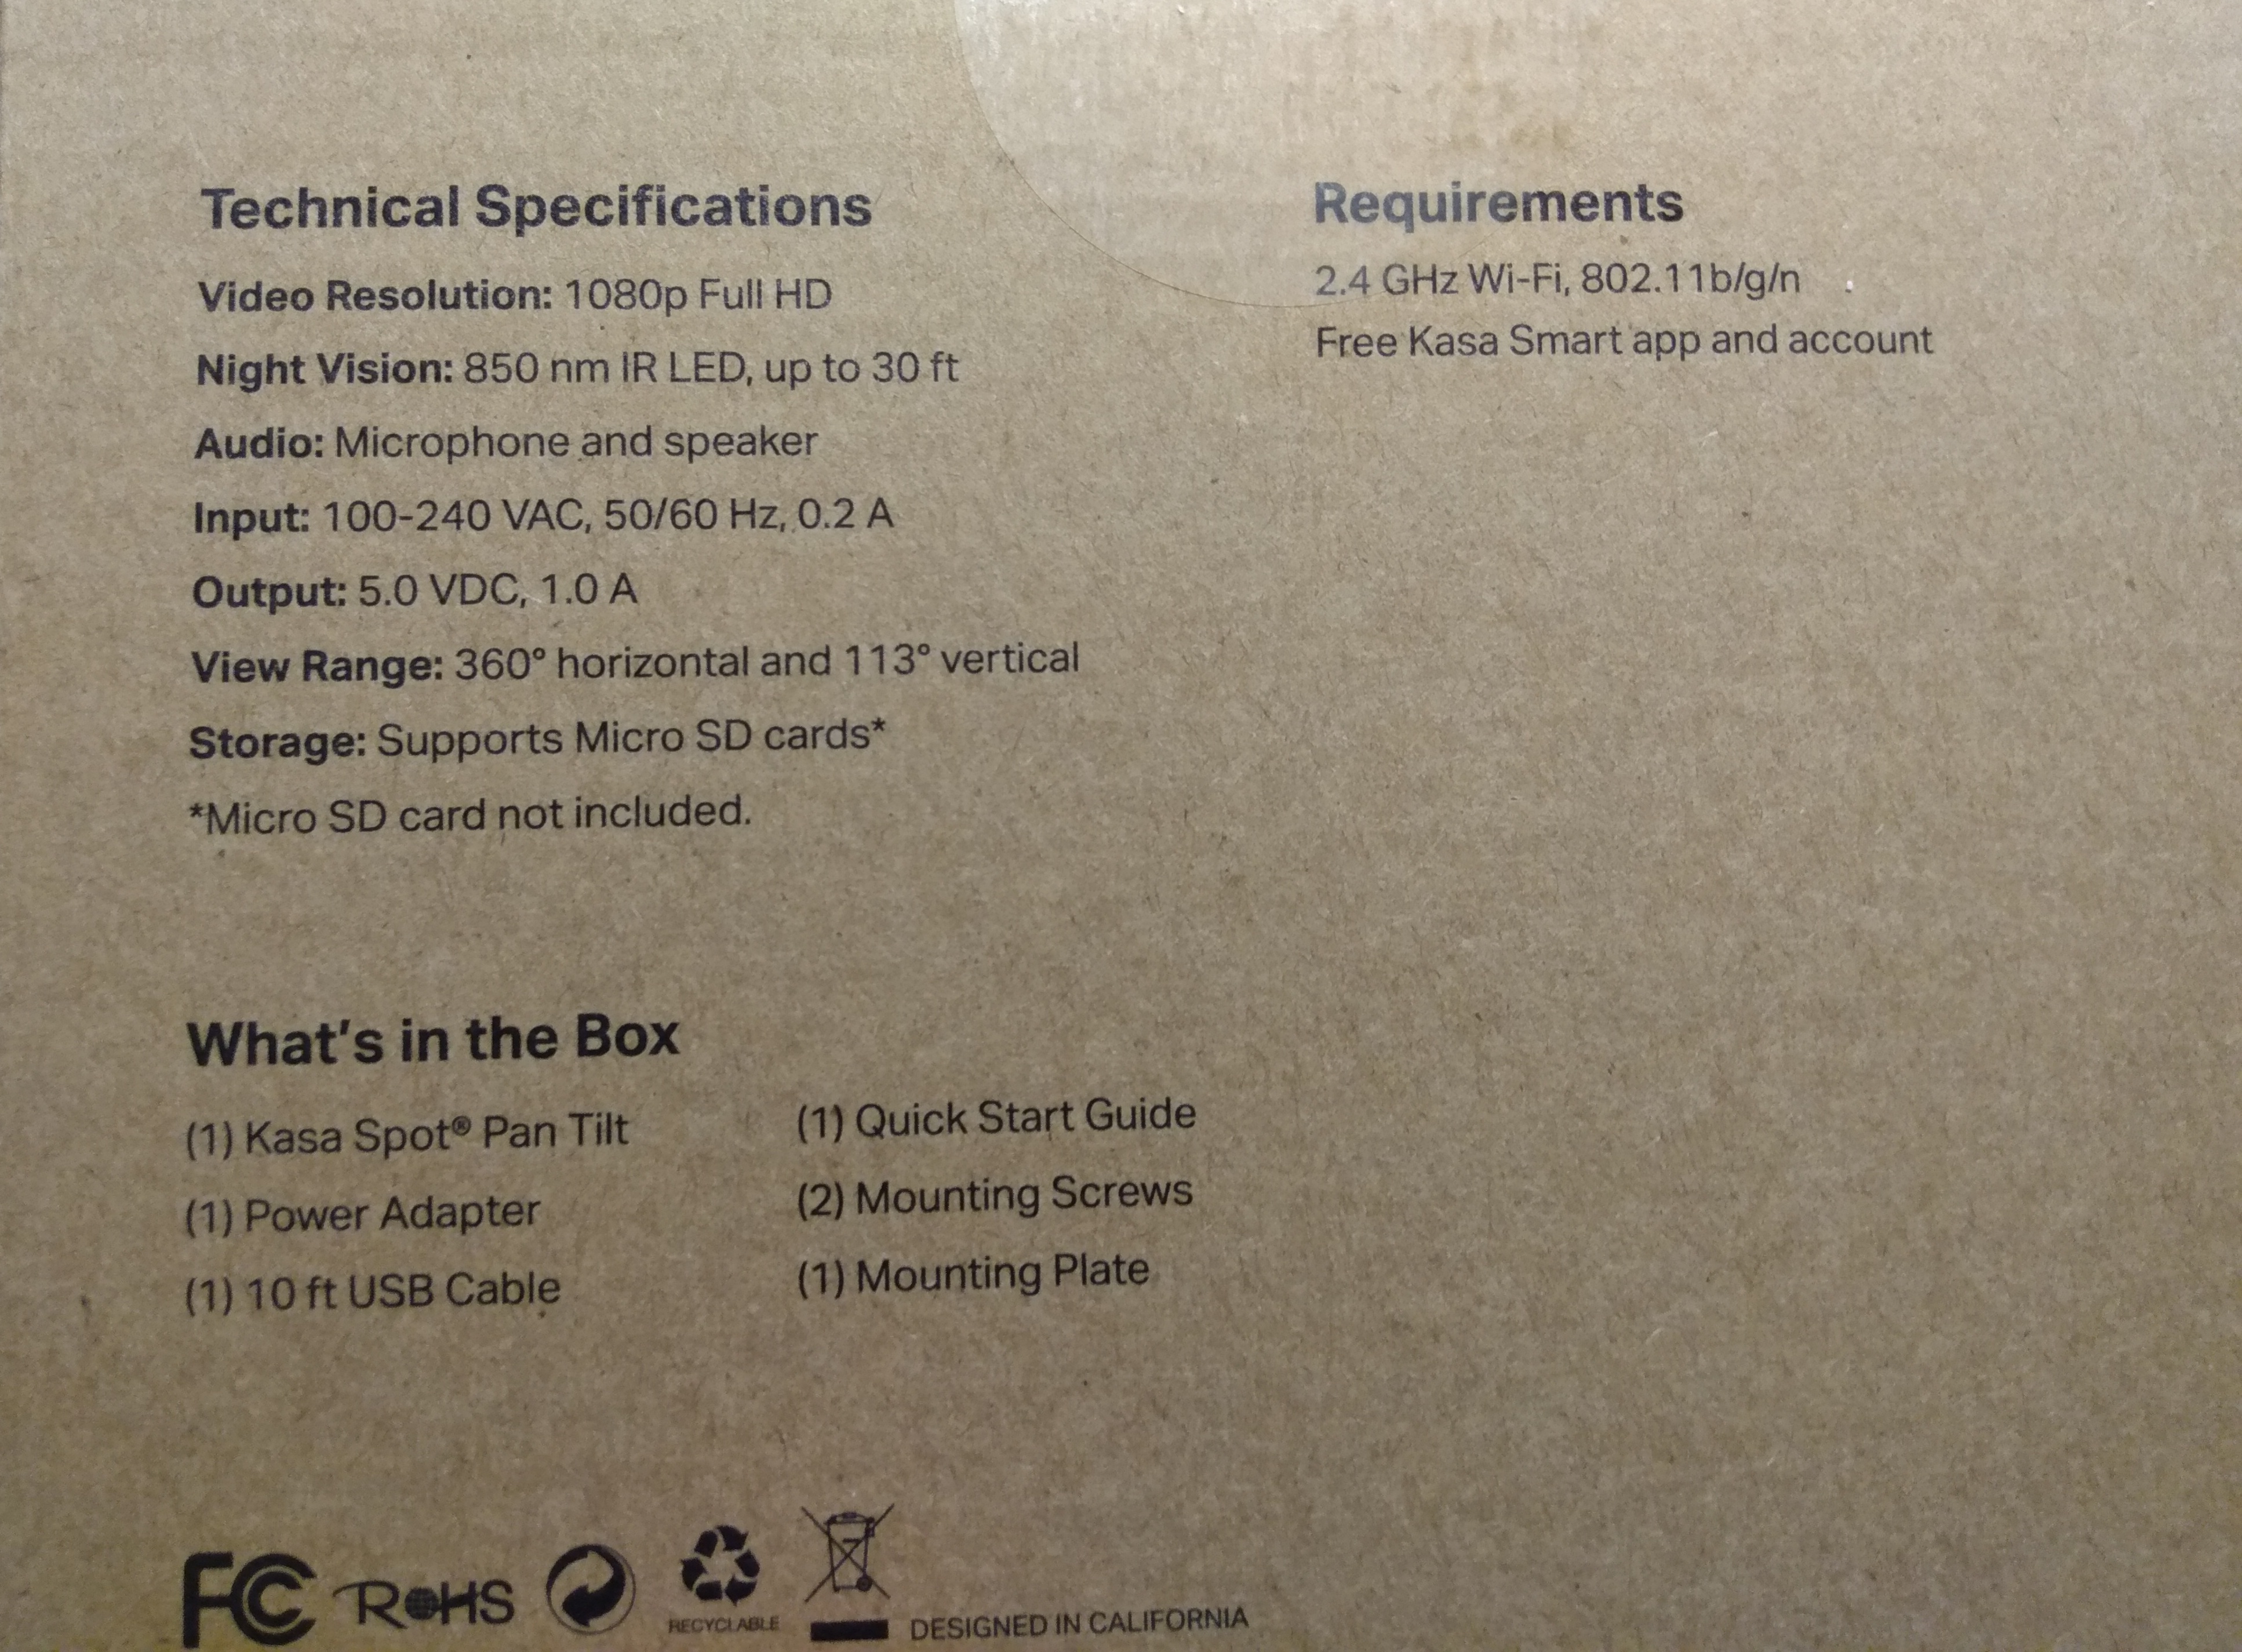 Technical Specifications
Video Resolution: 1080p Full HD
Night Vision: 850 nm IR LED, up to 30 ft
Audio: Microphone and speaker
Input: 100-240 VAC, 50/60 Hz, 0.2 A
Output: 5.0 VDC, 1.0 A
View Range: 360° horizontal and 113° vertical
Storage: Supports Micro SD cards*
*Micro SD card not included.
Requirements
2.4 GHz Wi-Fi, 802.11b/g/n
Free Kasa Smart app and account
What's in the Box
(1) Kasa Spot® Pan Tilt
(1) Power Adapter
(1) 10 ft USB Cable
(1) Quick Start Guide
(2) Mounting Screws
(1) Mounting Plate
FC RoHS
RECYCLABLE
DESIGNED IN CALIFORNIA